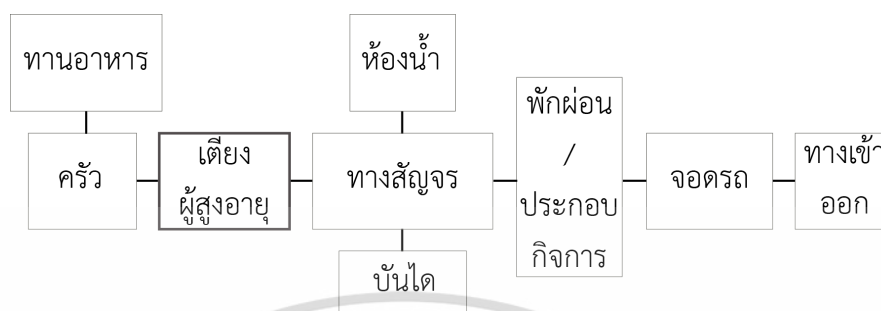 ทานอาหาร
ห้องน้ำ
ครัว
เตียง
ผู้สูงอายุ
ทางสัญจร
พักผ่อน
/
ประกอบ
กิจการ
จอดรถ
ทางเข้า
ออก
บันได